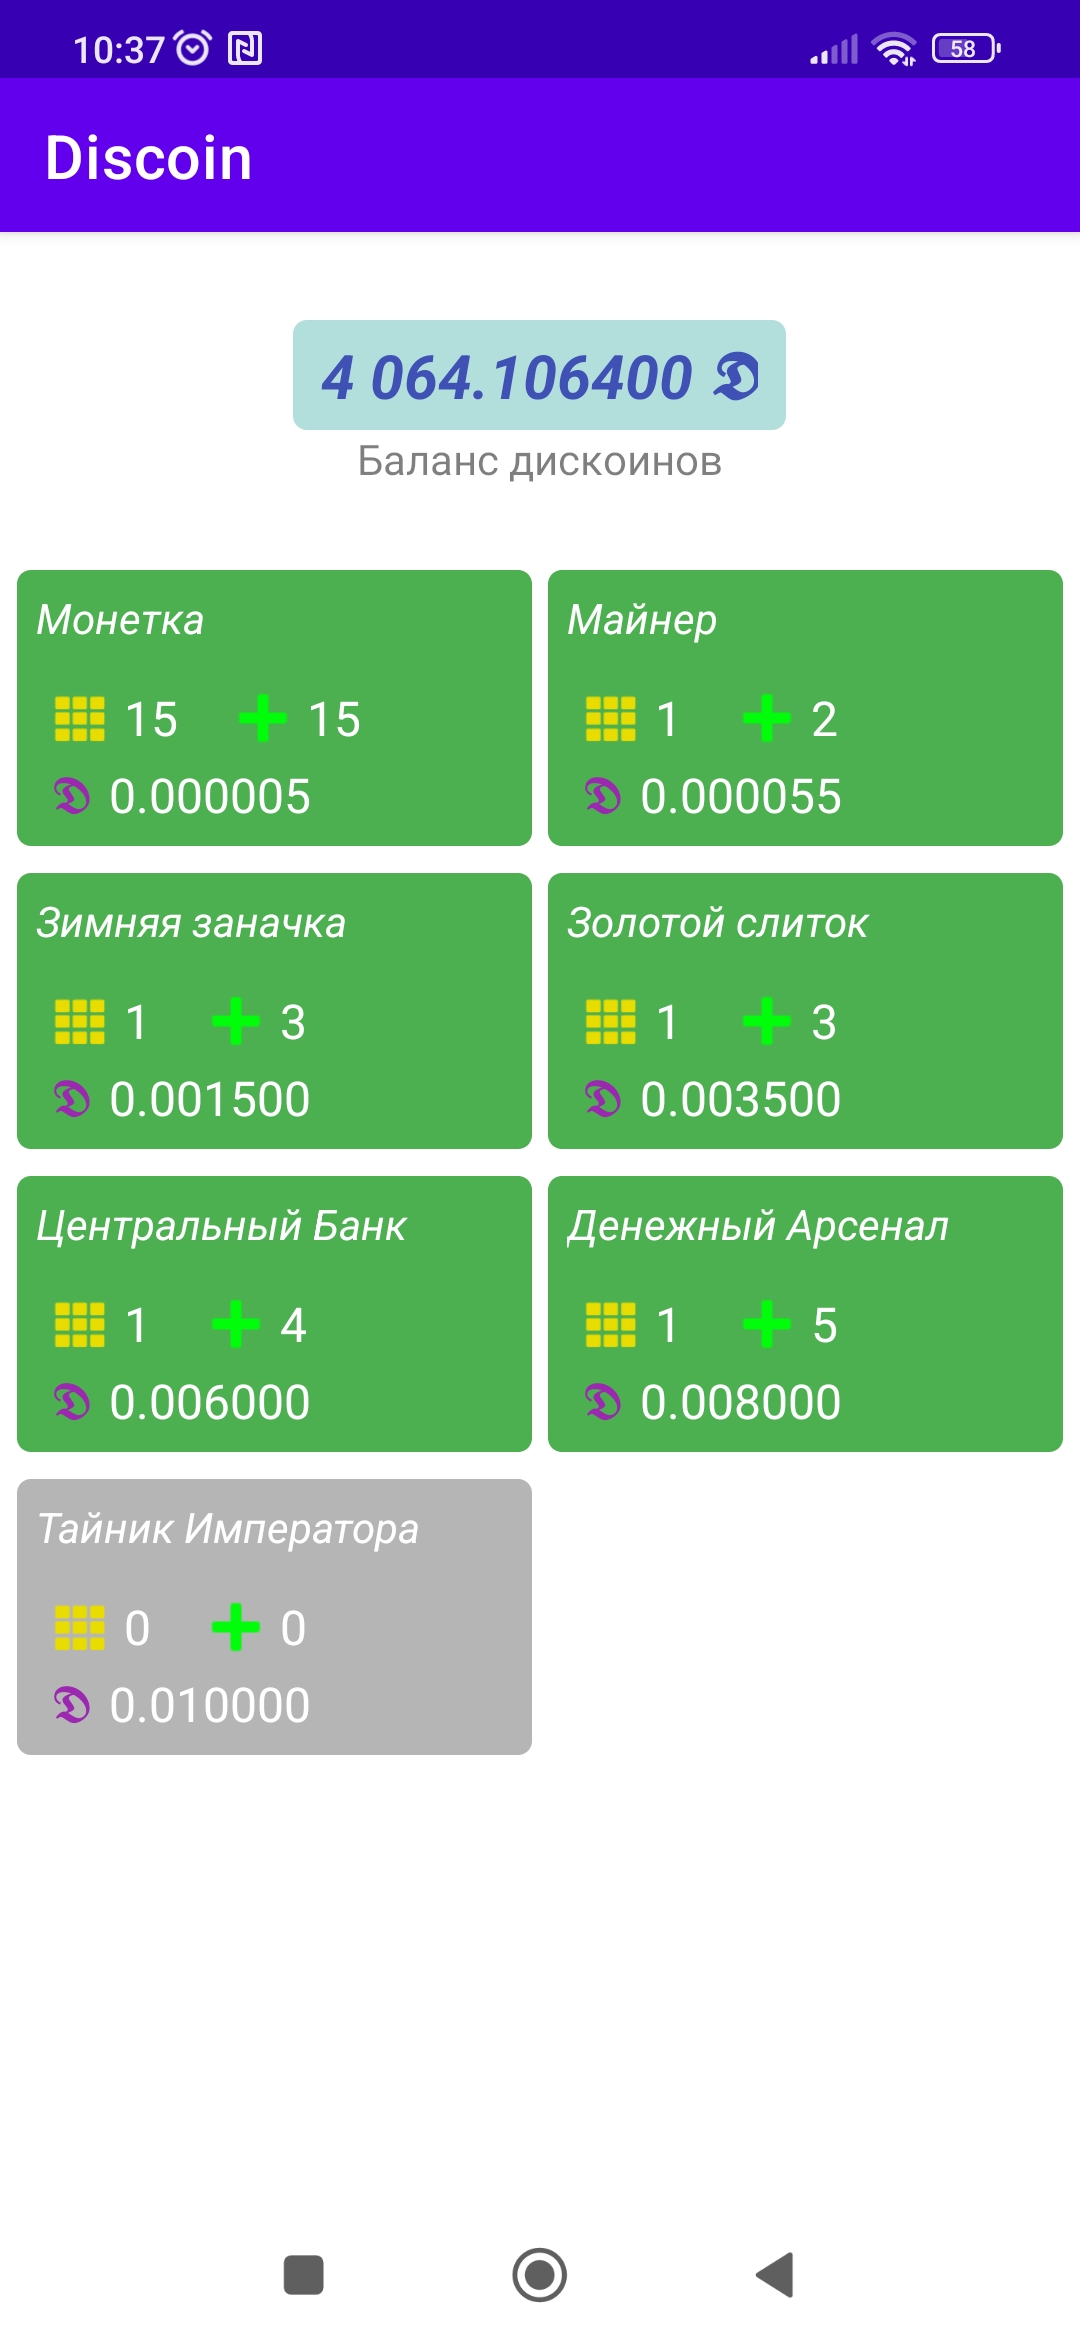 10:37
58
Discoin
4 064.106400 𝕯
Баланс дискоинов
Монетка
15 15
𝕯 0.000005
Майнер
1 2
𝕯 0.000055
Зимняя заначка
1 3
𝕯 0.001500
Золотой слиток
1 3
𝕯 0.003500
Центральный Банк
1 4
𝕯 0.006000
Денежный Арсенал
1 5
𝕯 0.008000
Тайник Императора
0 0
𝕯 0.010000